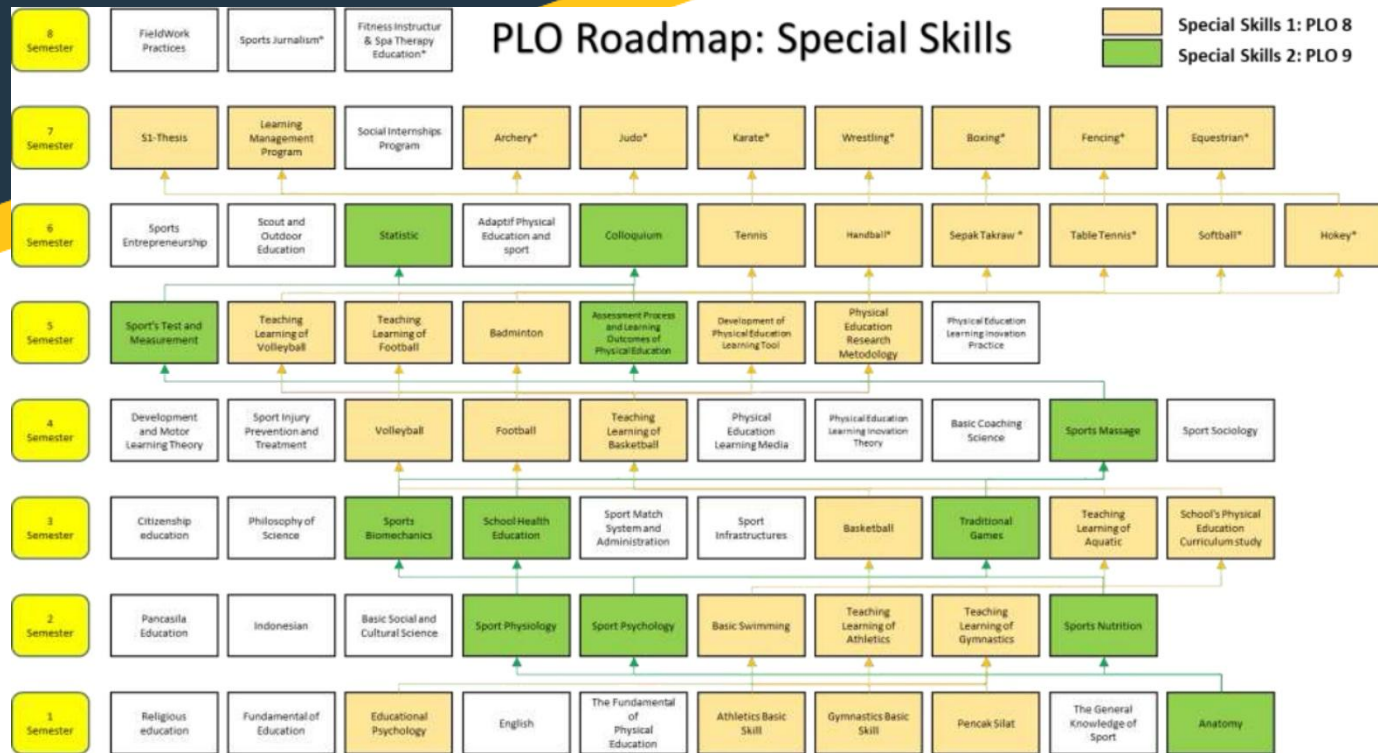 PLO Roadmap: Special Skills
Special Skills 1: PLO 8
Special Skills 2: PLO 9
8
Semester
FieldWork
Practices
Sports Jurnalism*
Fitness Instructur
& Spa Therapy
Education*
7
Semester
S1-Thesis
Learning
Management
Program
Social Internships
Program
Archery*
Judo*
Karate*
Wrestling*
Boxing*
Fencing*
Equestrian*
6
Semester
Sports
Entrepreneurship
Scout and
Outdoor
Education
Statistic
Adaptif Physical
Education and
sport
Colloquium
Tennis
Handball*
Sepak Takraw *
Table Tennis*
Softball*
Hokey*
5
Semester
Sport's Test and
Measurement
Teaching
Learning of
Volleyball
Teaching
Learning of
Football
Badminton
Assessment Process
and Learning
Outcomes of
Physical Education
Development of
Physical Education
Learning Tool
Physical
Education
Research
Metodology
Physical Education
Learning Inovation
Practice
4
Semester
Development
and Motor
Learning Theory
Sport Injury
Prevention and
Treatment
Volleyball
Football
Teaching
Learning of
Basketball
Physical
Education
Learning Media
Physical Education
Learning Inovation
Theory
Basic Coaching
Science
Sports Massage
Sport Sociology
3
Semester
Citizenship
education
Philosophy of
Science
Sports
Biomechanics
School Health
Education
Sport Match
System and
Administration
Sport
Infrastructures
Basketball
Traditional
Games
Teaching
Learning of
Aquatic
School's Physical
Education
Curriculum study
2
Semester
Pancasila
Education
Indonesian
Basic Social and
Cultural Science
Sport Physiology
Sport Psychology
Basic Swimming
Teaching
Learning of
Athletics
Teaching
Learning of
Gymnastics
Sports Nutrition
1
Semester
Religious
education
Fundamental of
Education
Educational
Psychology
English
The Fundamental
of
Physical
Education
Athletics Basic
Skill
Gymnastics Basic
Skill
Pencak Silat
The General
Knowledge of
Sport
Anatomy